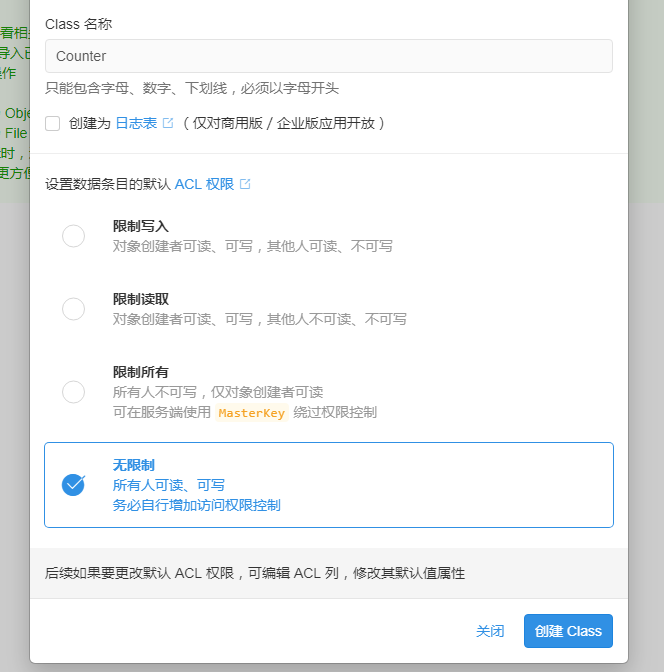 Class 名称
Counter
只能包含字母、数字、下划线，必须以字母开头
创建为 日志表 （ 仅对商用版 / 企业版应用开放 ）
设置数据条目的默认 ACL 权限
限制写入
对象创建者可读、可写，其他人可读、不可写
限制读取
对象创建者可读、可写，其他人不可读、不可写
限制所有
所有人不可写，仅对象创建者可读
可在服务端使用 MasterKey 绕过权限控制
无限制
所有人可读、可写
务必自行增加访问权限控制
后续如果要更改默认 ACL 权限，可编辑 ACL 列，修改其默认值属性
关闭
创建 Class
看相
导入
作
Obje
File
时，
更方便